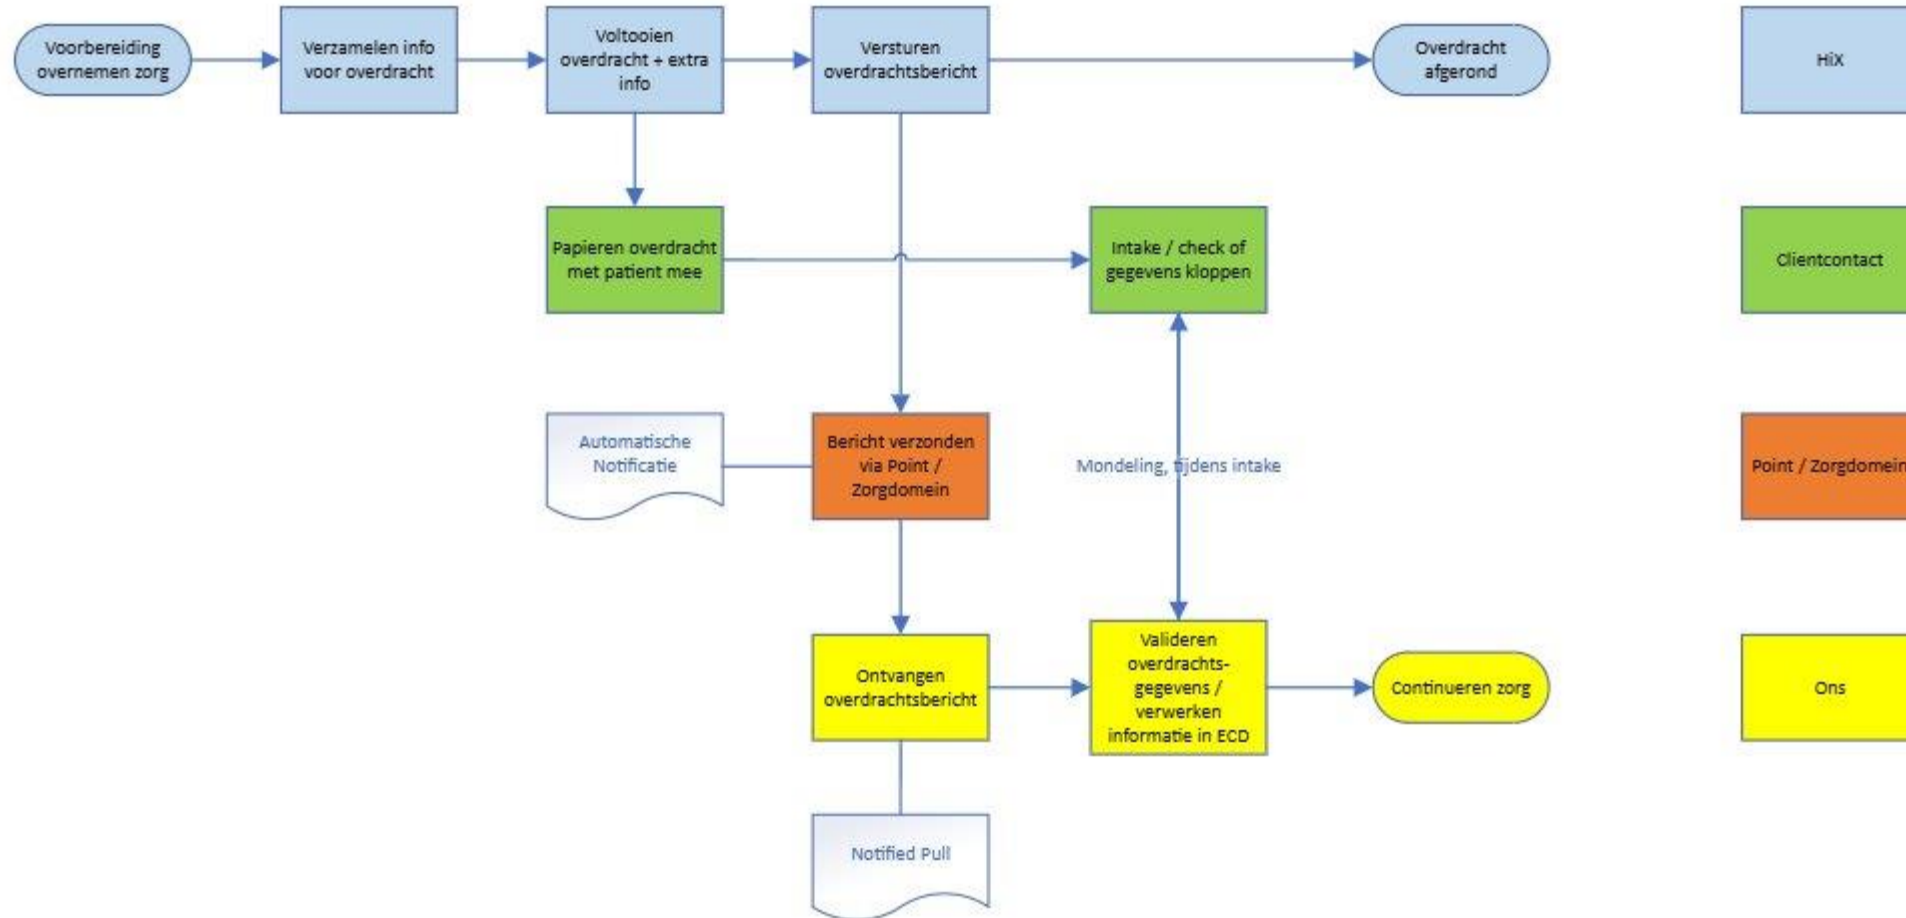 Voorbereiding
overnemen zorg
Verzamelen info
voor overdracht
Voltooien
overdracht + extra
info
Versturen
overdrachtsbericht
Overdracht
afgerond
HiX
Papieren overdracht
met patient mee
Intake / check of
gegevens kloppen
Clientcontact
Automatische
Notificatie
Bericht verzonden
via Point /
Zorgdomein
Mondeling, tijdens intake
Point / Zorgdomein
Ontvangen
overdrachtsbericht
Valideren
overdrachts-
gegevens /
verwerken
informatie in ECD
Continueren zorg
Ons
Notified Pull